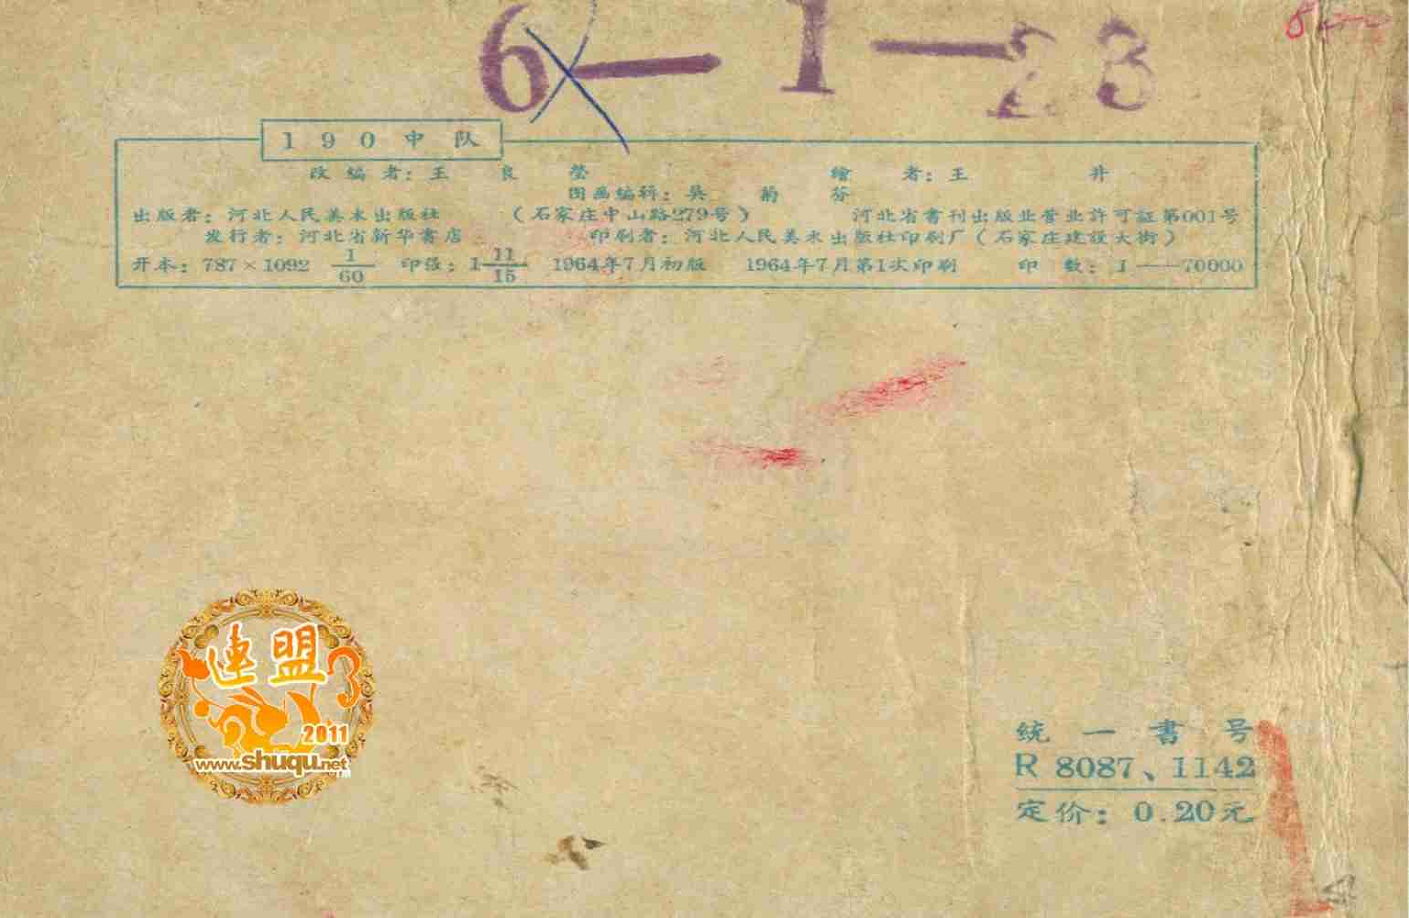 6—1—23
190中队
改编者：王良莹 繪者：王井
图画编辑：吳菊芬
出版者：河北人民美术出版社（石家庄中山路279号） 河北省書刊出版业营业許可証第001号
发行者：河北省新华書店 印刷者：河北人民美术出版社印刷厂（石家庄建設大街）
开本：787×1092 1/60 印張：1 11/15 1964年7月初版 1964年7月第1次印刷 印数：1——70000
連盟
2011
www.shuqu.net
統一書号
R 8087、1142
定价：0.20元